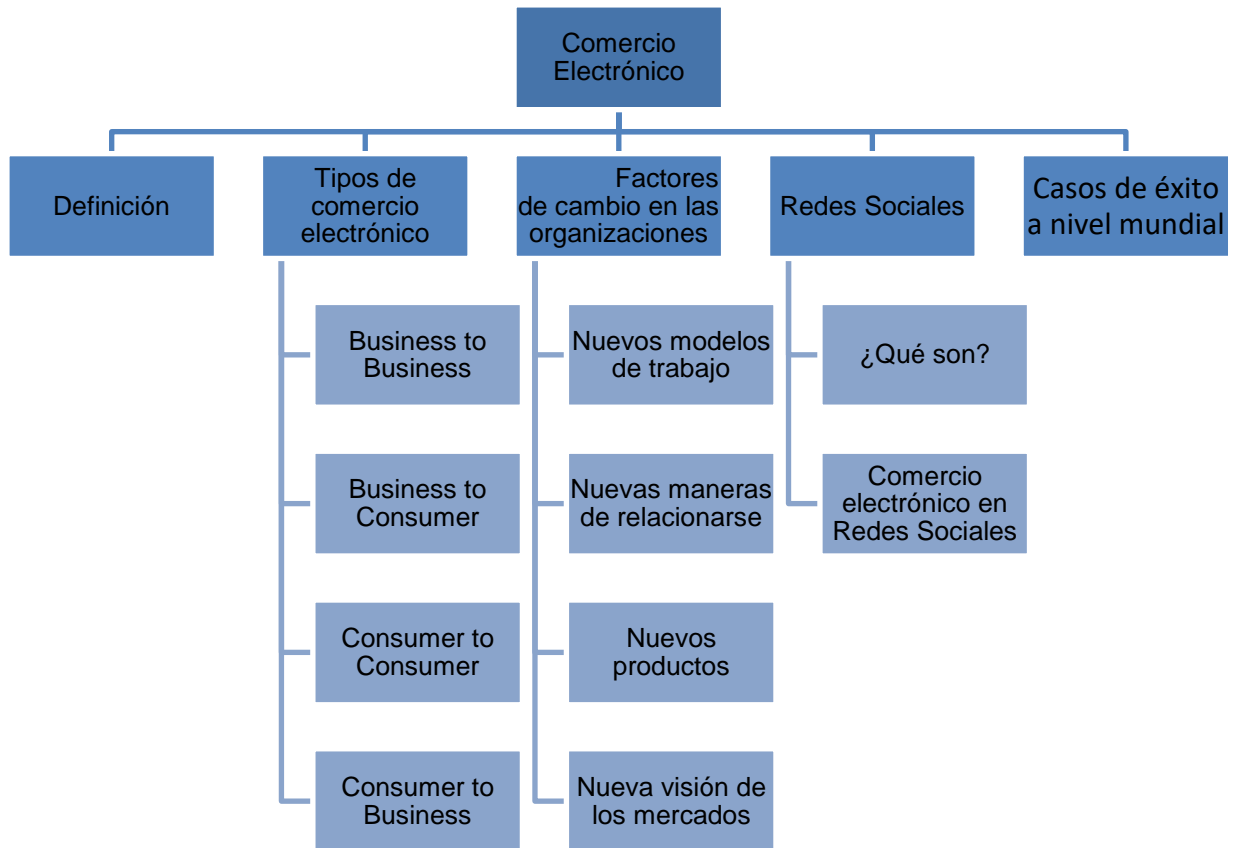 Comercio
Electrónico
Definición
Tipos de
comercio
electrónico
Factores
de cambio en las
organizaciones
Redes Sociales
Casos de éxito
a nivel mundial
Business to
Business
Business to
Consumer
Consumer to
Consumer
Consumer to
Business
Nuevos modelos
de trabajo
Nuevas maneras
de relacionarse
Nuevos
productos
Nueva visión de
los mercados
¿Qué son?
Comercio
electrónico en
Redes Sociales